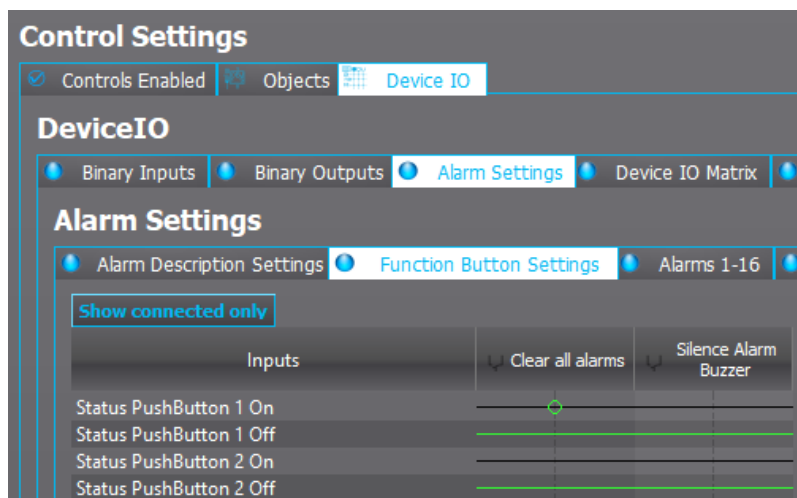 Control Settings
Controls Enabled Objects Device IO
DeviceIO
Binary Inputs Binary Outputs Alarm Settings Device IO Matrix
Alarm Settings
Alarm Description Settings Function Button Settings Alarms 1-16
Show connected only
Inputs Clear all alarms Silence Alarm
Buzzer
Status PushButton 1 On
Status PushButton 1 Off
Status PushButton 2 On
Status PushButton 2 Off